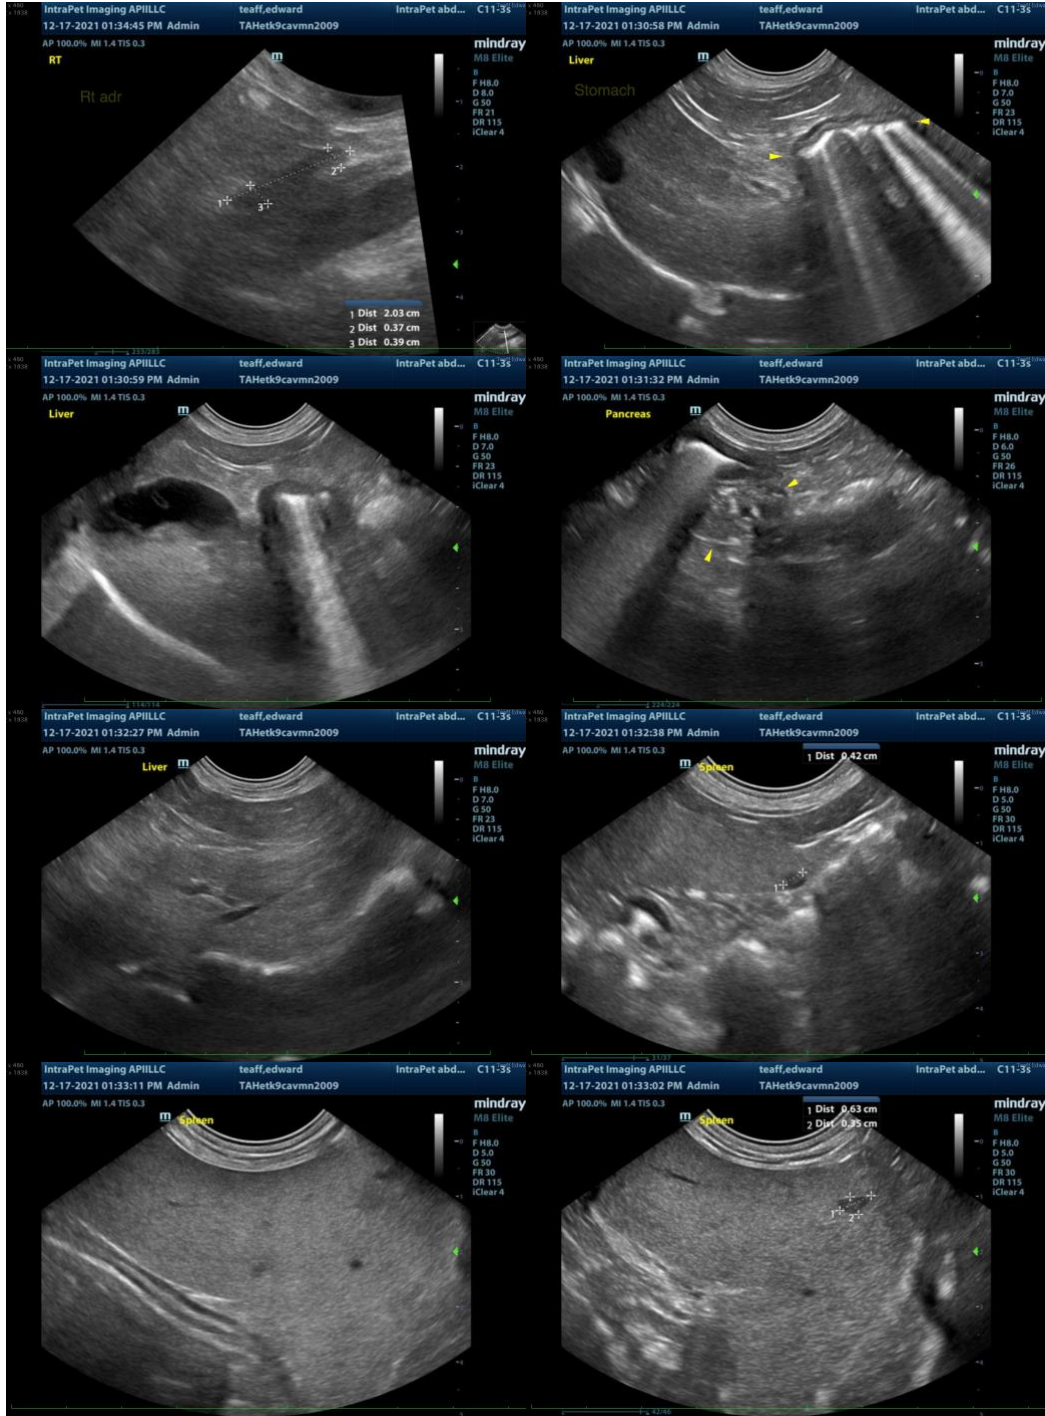 IntraPet Imaging APIILLC teaff,edward IntraPet abd... C11-3s
12-17-2021 01:34:45 PM Admin TAHetk9cavmn2009
AP 100.0% MI 1.4 TIS 0.3
mindray
M8 Elite
RT
Rt adr
m
B
F H8.0
D 8.0
G 50
FR 21
DR 115
iClear 4
1
2
3
1 Dist 2.03 cm
2 Dist 0.37 cm
3 Dist 0.39 cm
IntraPet Imaging APIILLC teaff,edward IntraPet abd... C11-3s
12-17-2021 01:30:58 PM Admin TAHetk9cavmn2009
AP 100.0% MI 1.4 TIS 0.3
mindray
M8 Elite
Liver
Stomach
m
B
F H8.0
D 7.0
G 50
FR 23
DR 115
iClear 4
IntraPet Imaging APIILLC teaff,edward IntraPet abd... C11-3s
12-17-2021 01:30:59 PM Admin TAHetk9cavmn2009
AP 100.0% MI 1.4 TIS 0.3
mindray
M8 Elite
Liver
m
B
F H8.0
D 7.0
G 50
FR 23
DR 115
iClear 4
114/114
IntraPet Imaging APIILLC teaff,edward IntraPet abd... C11-3s
12-17-2021 01:31:32 PM Admin TAHetk9cavmn2009
AP 100.0% MI 1.4 TIS 0.3
mindray
M8 Elite
Pancreas
m
B
F H8.0
D 6.0
G 50
FR 26
DR 115
iClear 4
224/224
IntraPet Imaging APIILLC teaff,edward IntraPet abd... C11-3s
12-17-2021 01:32:27 PM Admin TAHetk9cavmn2009
AP 100.0% MI 1.4 TIS 0.3
mindray
M8 Elite
Liver
m
B
F H8.0
D 7.0
G 50
FR 23
DR 115
iClear 4
IntraPet Imaging APIILLC teaff,edward IntraPet abd... C11-3s
12-17-2021 01:32:38 PM Admin TAHetk9cavmn2009
AP 100.0% MI 1.4 TIS 0.3
1 Dist 0.42 cm
mindray
M8 Elite
Spleen
m
B
F H8.0
D 5.0
G 50
FR 30
DR 115
iClear 4
1
IntraPet Imaging APIILLC teaff,edward IntraPet abd... C11-3s
12-17-2021 01:33:11 PM Admin TAHetk9cavmn2009
AP 100.0% MI 1.4 TIS 0.3
mindray
M8 Elite
Spleen
m
B
F H8.0
D 5.0
G 50
FR 30
DR 115
iClear 4
IntraPet Imaging APIILLC teaff,edward IntraPet abd... C11-3s
12-17-2021 01:33:02 PM Admin TAHetk9cavmn2009
AP 100.0% MI 1.4 TIS 0.3
1 Dist 0.63 cm
2 Dist 0.35 cm
mindray
M8 Elite
Spleen
m
B
F H8.0
D 5.0
G 50
FR 30
DR 115
iClear 4
1
2